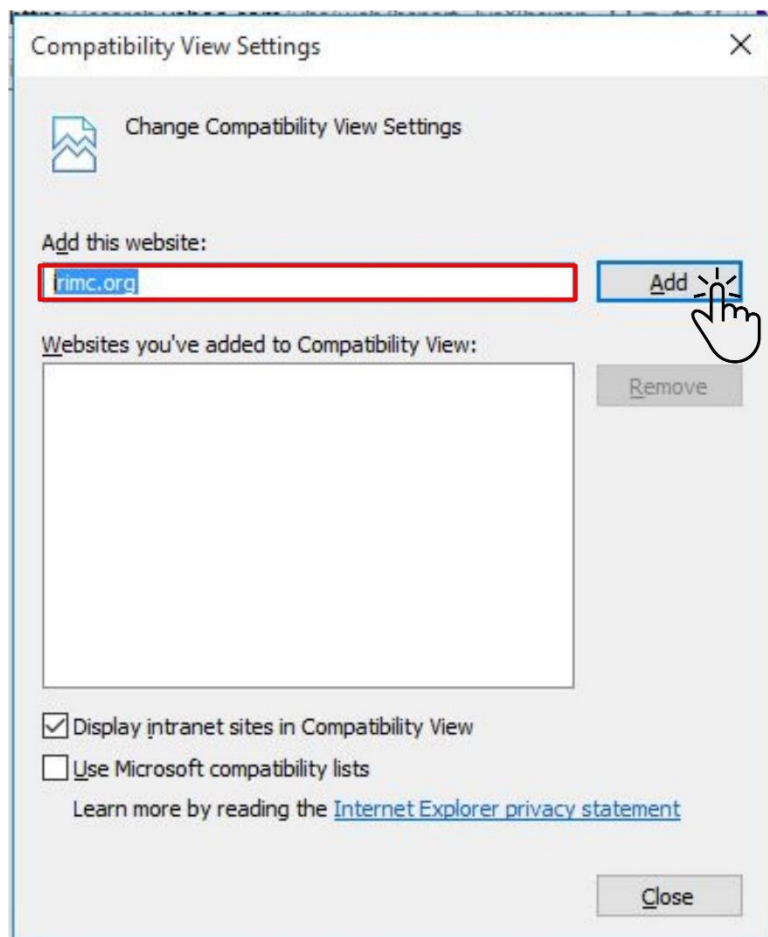 Compatibility View Settings
Change Compatibility View Settings
Add this website:
irimc.org
Add
Websites you've added to Compatibility View:
Remove
Display intranet sites in Compatibility View
Use Microsoft compatibility lists
Learn more by reading the Internet Explorer privacy statement
Close